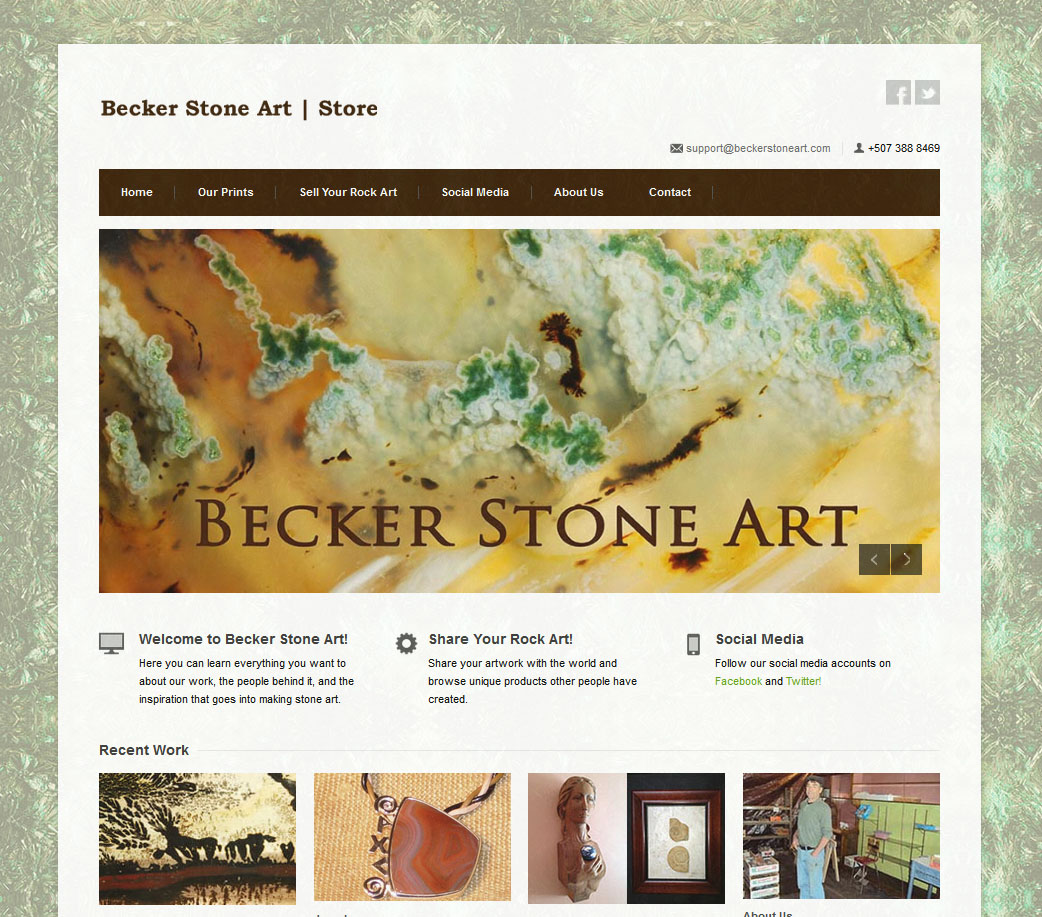 Becker Stone Art | Store
support@beckerstoneart.com
+507 388 8469
Home
Our Prints
Sell Your Rock Art
Social Media
About Us
Contact
BECKER STONE ART
Welcome to Becker Stone Art!
Here you can learn everything you want to
about our work, the people behind it, and the
inspiration that goes into making stone art.
Share Your Rock Art!
Share your artwork with the world and
browse unique products other people have
created.
Social Media
Follow our social media accounts on
Facebook and Twitter!
Recent Work
About Us